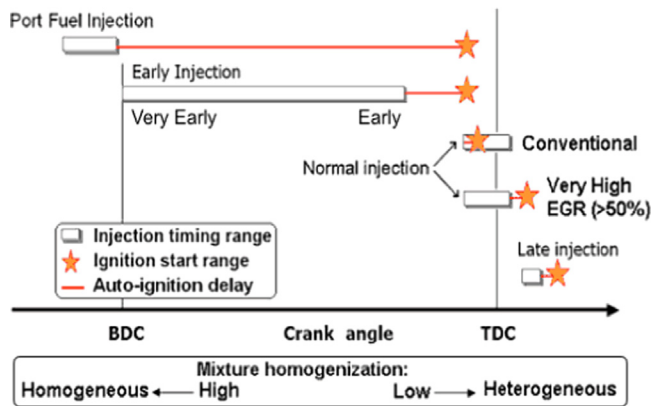 Port Fuel Injection
Early Injection
Very Early Early
Conventional
Normal injection
Very High
EGR (>50%)
Injection timing range
Ignition start range
Auto-ignition delay
Late injection
BDC Crank angle TDC
Mixture homogenization:
Homogeneous High Low Heterogeneous